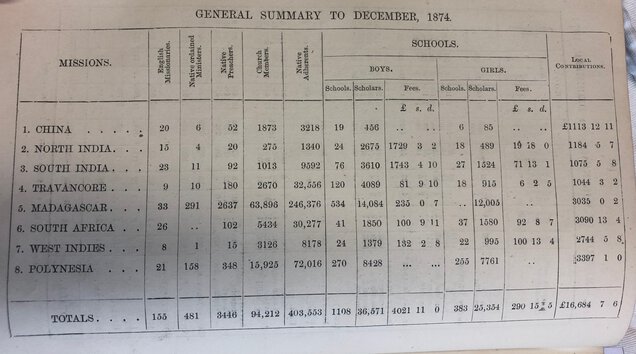 GENERAL SUMMARY TO DECEMBER, 1874.
MISSIONS. English Missionaries. Native ordained Ministers. Native Preachers. Church Members. Native Adherents. SCHOOLS. LOCAL CONTRIBUTIONS.
BOYS. GIRLS.
Schools. Scholars. Fees. Schools. Scholars. Fees.
£ s. d. £ s. d.
1. CHINA . . . . . 20 6 52 1873 3218 19 456 .. .. 6 85 .. .. £1113 12 11
2. NORTH INDIA . . . 15 4 20 275 1340 24 2675 1729 3 2 18 489 19 18 0 1184 5 7
3. SOUTH INDIA . . . 23 11 92 1013 9592 76 3610 1743 4 10 27 1524 71 13 1 1075 5 8
4. TRAVANCORE . . . 9 10 180 2670 32,556 120 4089 81 9 10 18 915 6 2 5 1044 3 2
5. MADAGASCAR . . . 33 291 2637 63,896 246,376 534 14,084 235 0 7 .. 12,005 .. .. 3035 0 2
6. SOUTH AFRICA . . 26 .. 102 5434 30,277 41 1850 100 9 11 37 1580 92 8 7 3090 13 4
7. WEST INDIES . . . 8 1 15 3126 8178 24 1379 132 2 8 22 995 100 13 4 2744 5 8
8. POLYNESIA . . . 21 158 348 15,925 72,016 270 8428 ... ... 255 7761 .. .. 3397 1 0
TOTALS. . . . 155 481 3446 94,212 403,553 1108 36,571 4021 11 0 383 25,354 290 15 5 £16,684 7 6